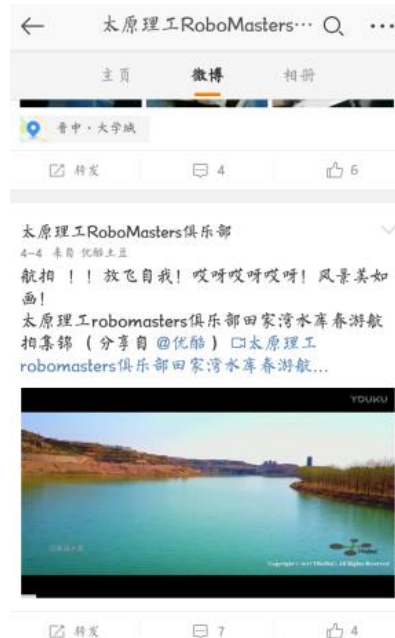 太原理工RoboMasters…
主页 微博 相册
晋中·大学城
转发 4 6
太原理工RoboMasters俱乐部
4-4 来自 优酷土豆
航拍 ！！放飞自我！哎呀哎呀哎呀！风景美如
画！
太原理工robomasters俱乐部田家湾水库春游航
拍集锦 （分享自 @优酷 ） 太原理工
robomasters俱乐部田家湾水库春游航...
YOUKU
转发 7 4